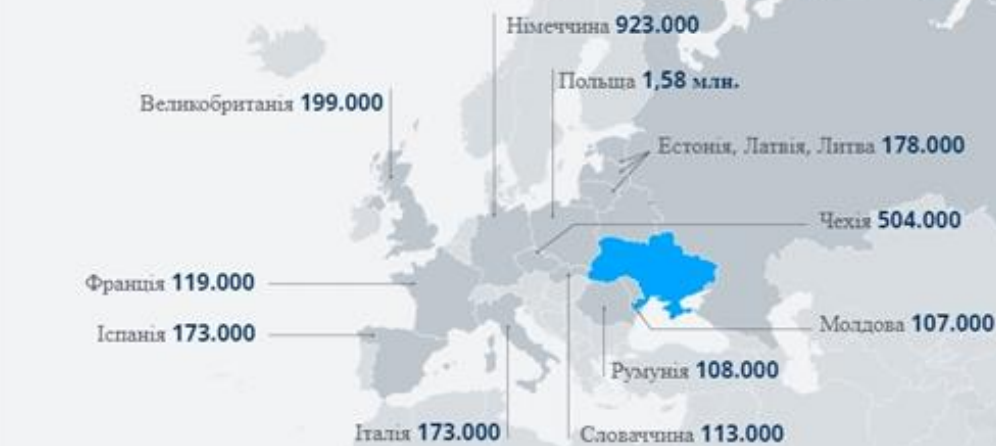 Німеччина 923.000
Польща 1,58 млн.
Великобританія 199.000
Естонія, Латвія, Литва 178.000
Чехія 504.000
Франція 119.000
Іспанія 173.000
Молдова 107.000
Румунія 108.000
Італія 173.000
Словаччина 113.000